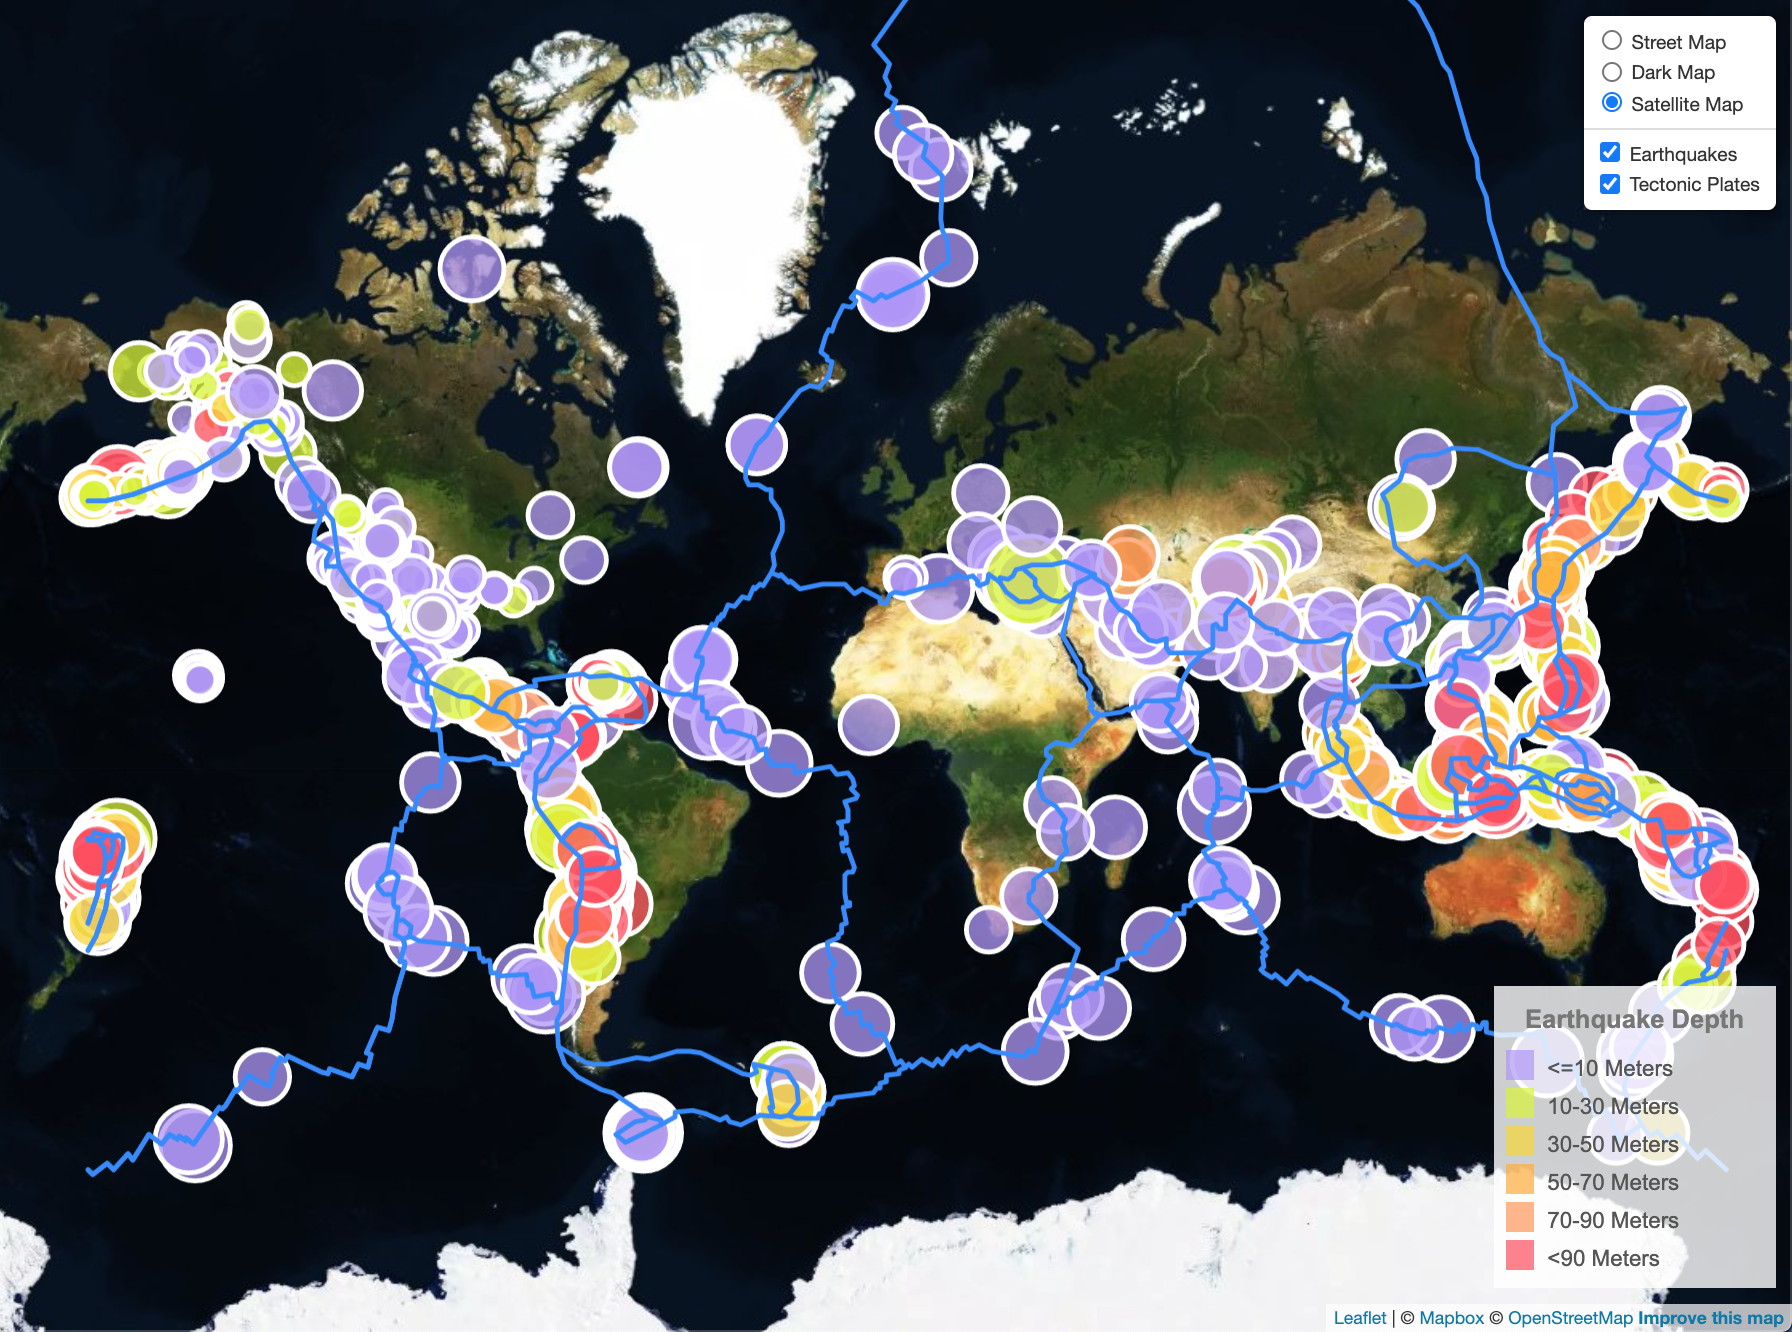 Street Map
Dark Map
Satellite Map
Earthquakes
Tectonic Plates
Earthquake Depth
<=10 Meters
10-30 Meters
30-50 Meters
50-70 Meters
70-90 Meters
<90 Meters
Leaflet | © Mapbox © OpenStreetMap Improve this map